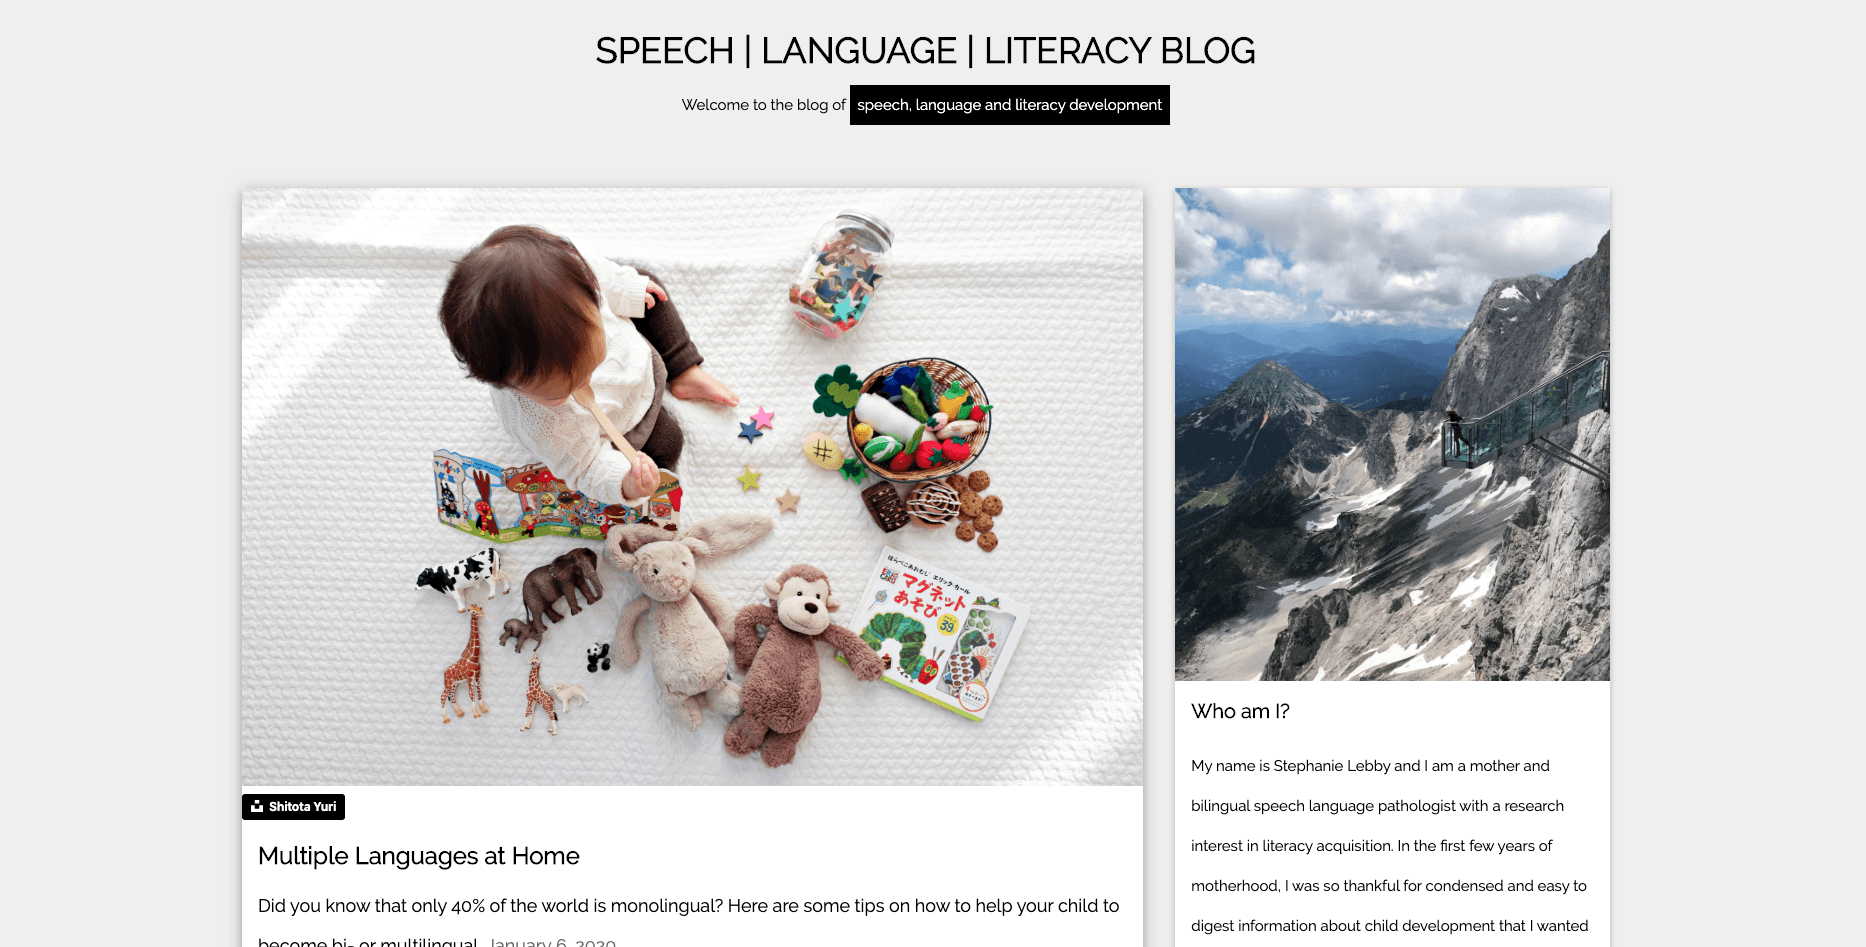 SPEECH | LANGUAGE | LITERACY BLOG
Welcome to the blog of speech, language and literacy development
はらぺこあおむし エリック・カール
マグネット
あそび
39
Shitota Yuri
Multiple Languages at Home
Did you know that only 40% of the world is monolingual? Here are some tips on how to help your child to
become bi- or multilingual. January 6, 2020
Who am I?
My name is Stephanie Lebby and I am a mother and
bilingual speech language pathologist with a research
interest in literacy acquisition. In the first few years of
motherhood, I was so thankful for condensed and easy to
digest information about child development that I wanted